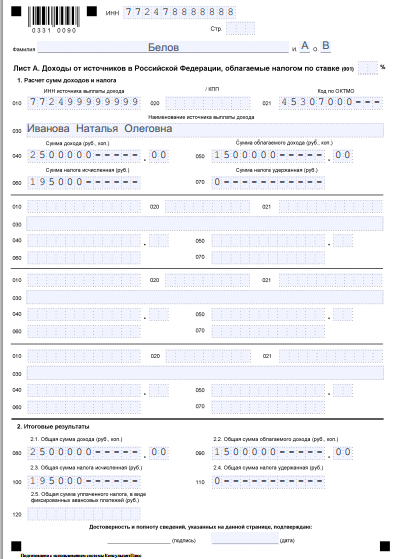 0331 0090
ИНН 772478888888
Стр.
Фамилия Белов И. А О. В
Лист А. Доходы от источников в Российской Федерации, облагаемые налогом по ставке (001) %
1. Расчет сумм доходов и налога
ИНН источника выплаты дохода / КПП Код по ОКТМО
010 772499999999 020 021 45307000---
Наименование источника выплаты дохода
030 Иванова Наталья Олеговна
Сумма дохода (руб., коп.) Сумма облагаемого дохода (руб., коп.)
040 2500000-----.00 050 1500000-----.00
Сумма налога исчисленная (руб.) Сумма налога удержанная (руб.)
060 195000------ 070 0-----------
010 020 021
030
040 . 050 .
060 070
010 020 021
030
040 . 050 .
060 070
010 020 021
030
040 . 050 .
060 070
2. Итоговые результаты
2.1. Общая сумма дохода (руб., коп.) 2.2. Общая сумма облагаемого дохода (руб., коп.)
080 2500000-----.00 090 1500000-----.00
2.3. Общая сумма налога исчисленная (руб.) 2.4. Общая сумма налога удержанная (руб.)
100 195000------ 110 0-----------
2.5. Общая сумма уплаченного налога, в виде
фиксированных авансовых платежей (руб.)
120
Достоверность и полноту сведений, указанных на данной странице, подтверждаю:
(подпись) (дата)